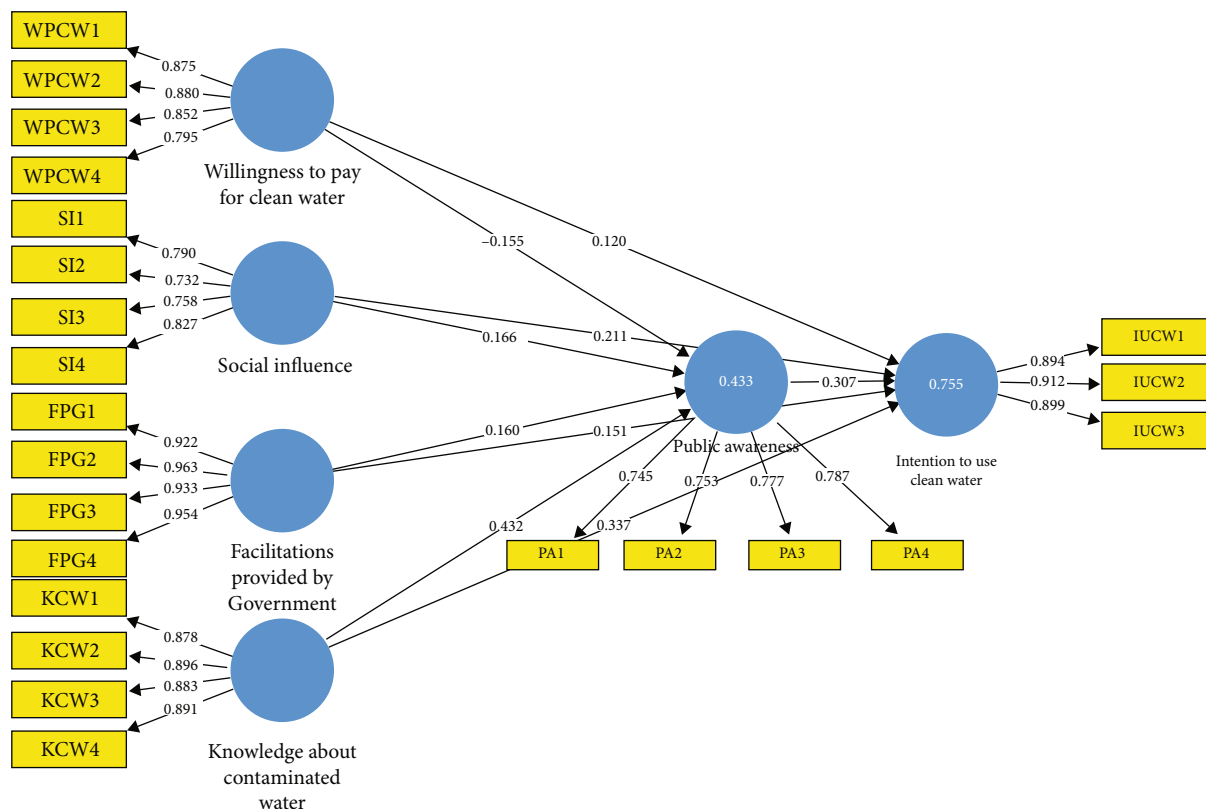 WPCW1
WPCW2
WPCW3
WPCW4
0.875
0.880
0.852
0.795
Willingness to pay
for clean water
SI1
SI2
SI3
SI4
0.790
0.732
0.758
0.827
Social influence
FPG1
FPG2
FPG3
FPG4
0.922
0.963
0.933
0.954
Facilitations
provided by
Government
KCW1
KCW2
KCW3
KCW4
0.878
0.896
0.883
0.891
Knowledge about
contaminated
water
–0.155
0.120
0.166
0.211
0.160
0.151
0.432
0.337
0.433
Public awareness
0.307
0.745
0.753
0.777
0.787
PA1
PA2
PA3
PA4
0.755
Intention to use
clean water
0.894
0.912
0.899
IUCW1
IUCW2
IUCW3